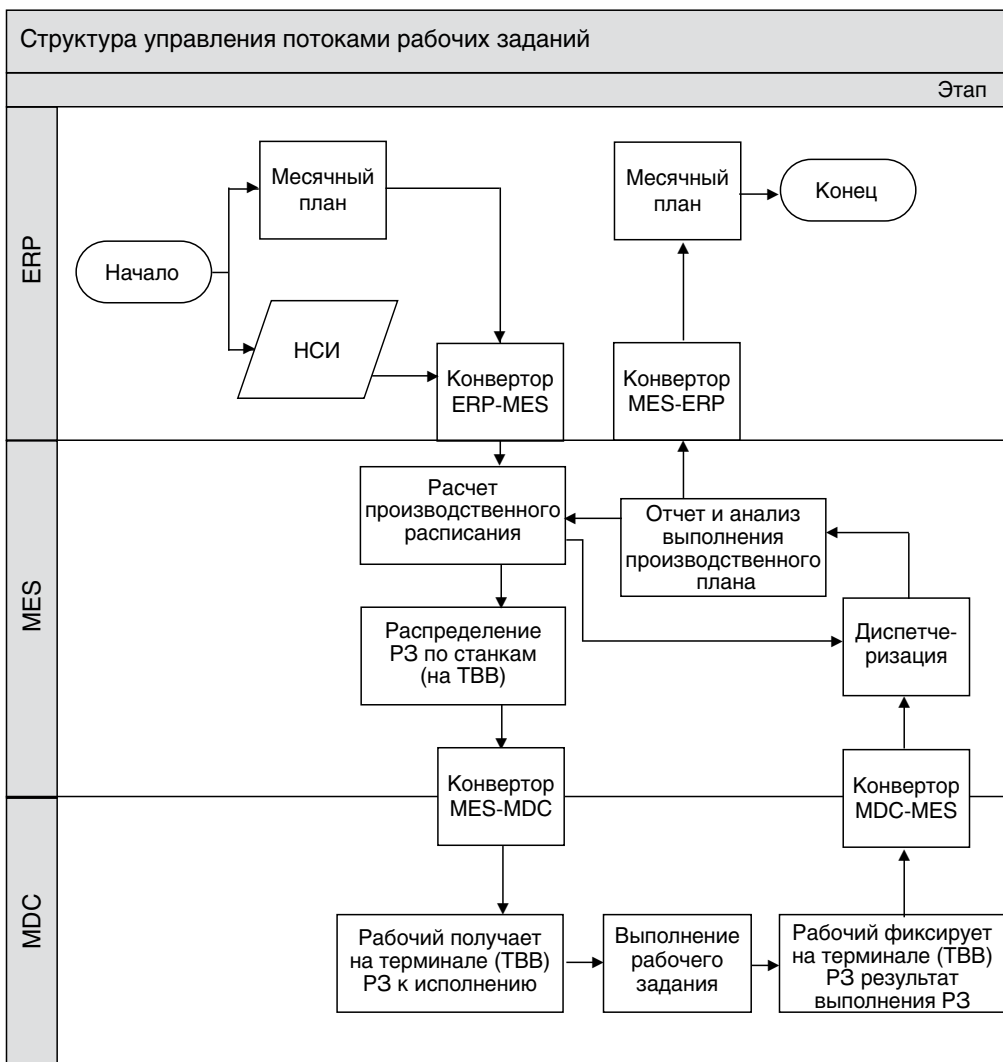 Структура управления потоками рабочих заданий
Этап
ERP
Начало
Месячный
план
НСИ
Конвертор
ERP-MES
Месячный
план
Конец
Конвертор
MES-ERP
MES
Расчет
производственного
расписания
Отчет и анализ
выполнения
производственного
плана
Распределение
РЗ по станкам
(на ТВВ)
Диспетче-
ризация
Конвертор
MES-MDC
Конвертор
MDC-MES
MDC
Рабочий получает
на терминале (ТВВ)
РЗ к исполнению
Выполнение
рабочего
задания
Рабочий фиксирует
на терминале (ТВВ)
РЗ результат
выполнения РЗ